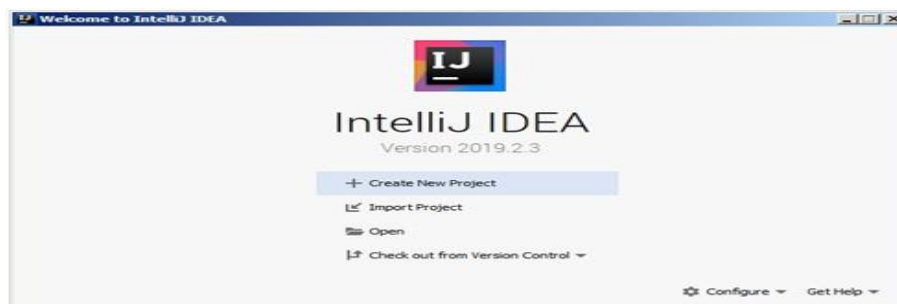 Welcome to IntelliJ IDEA
IJ
IntelliJ IDEA
Version 2019.2.3
Create New Project
Import Project
Open
Check out from Version Control
Configure Get Help